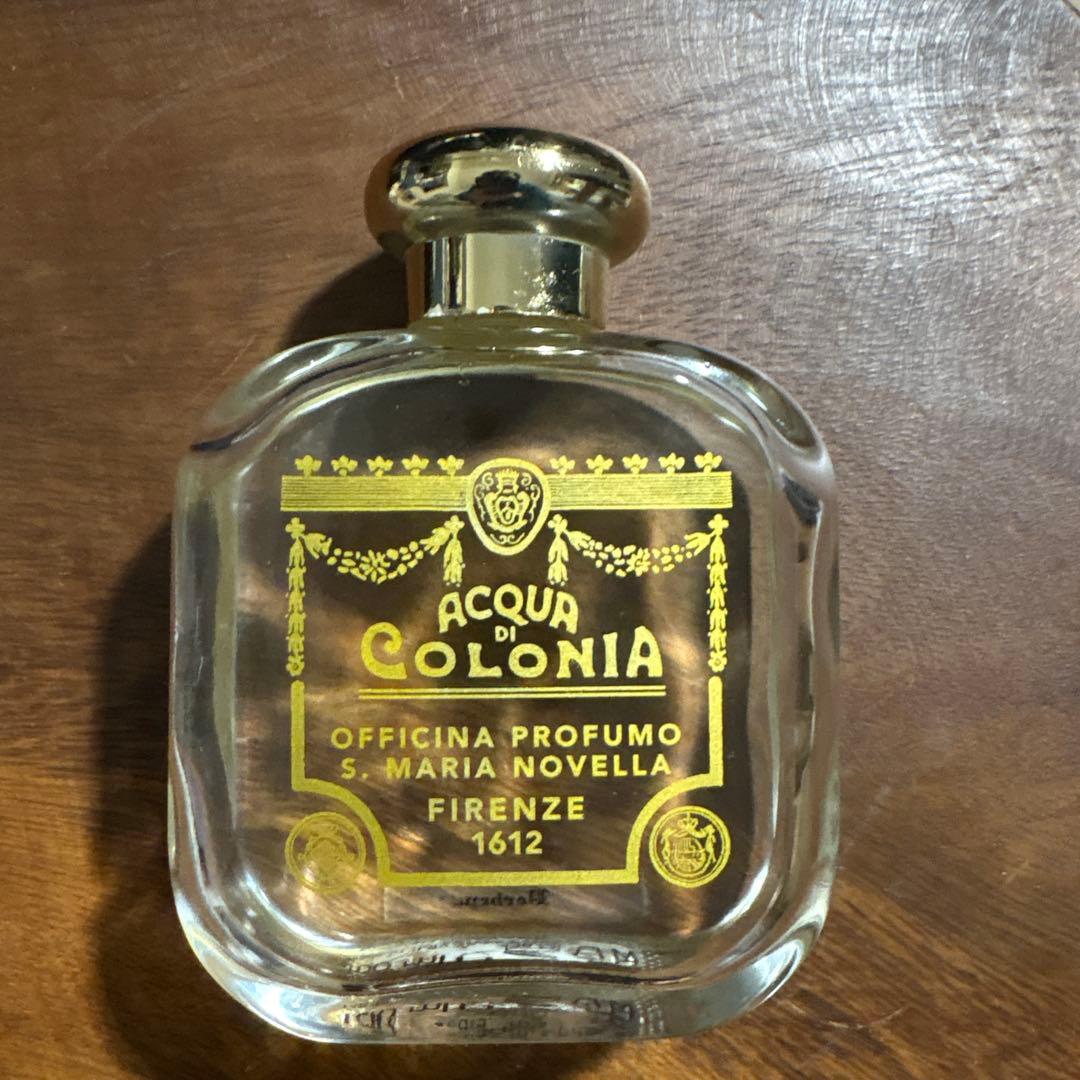 ACQUA
DI
COLONIA
OFFICINA PROFUMO
S. MARIA NOVELLA
FIRENZE
1612